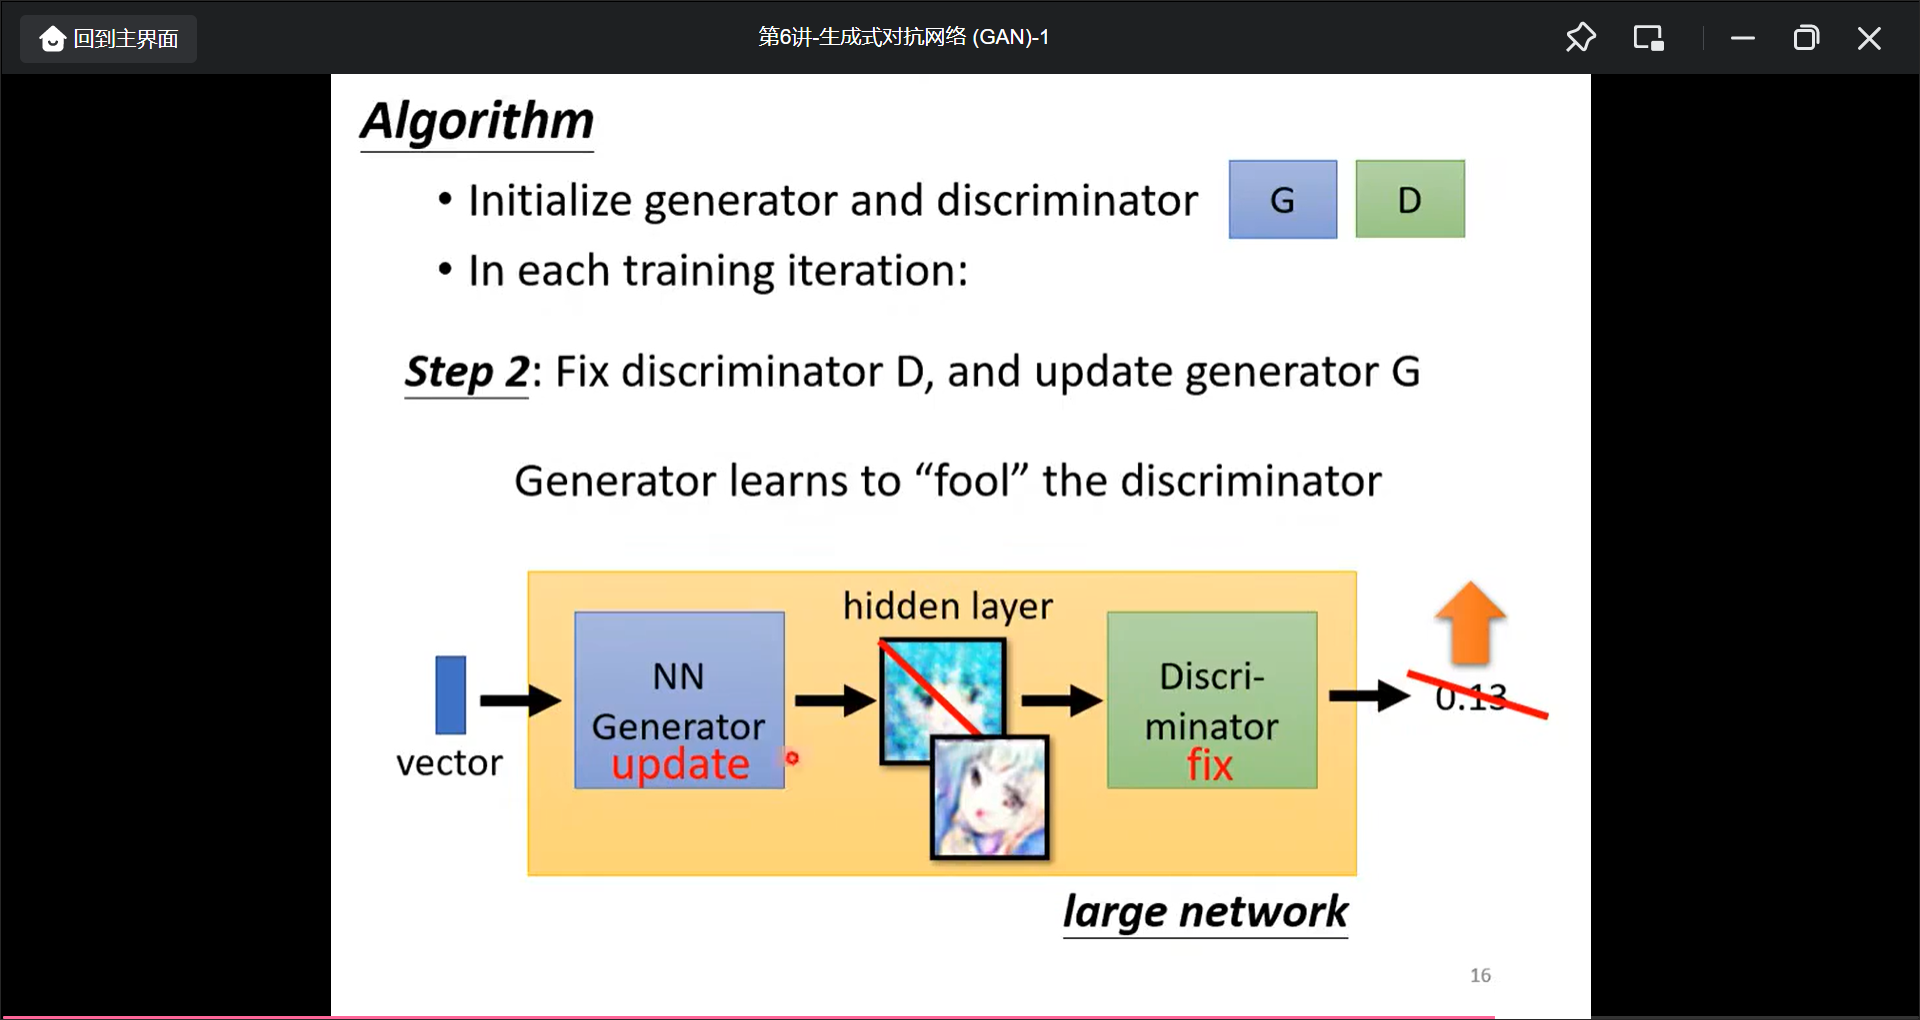 回到主界面
第6讲-生成式对抗网络 (GAN)-1
Algorithm
• Initialize generator and discriminator
G
D
• In each training iteration:
Step 2: Fix discriminator D, and update generator G
Generator learns to “fool” the discriminator
hidden layer
NN
Generator
update
Discri-
minator
fix
0.13
vector
large network
16